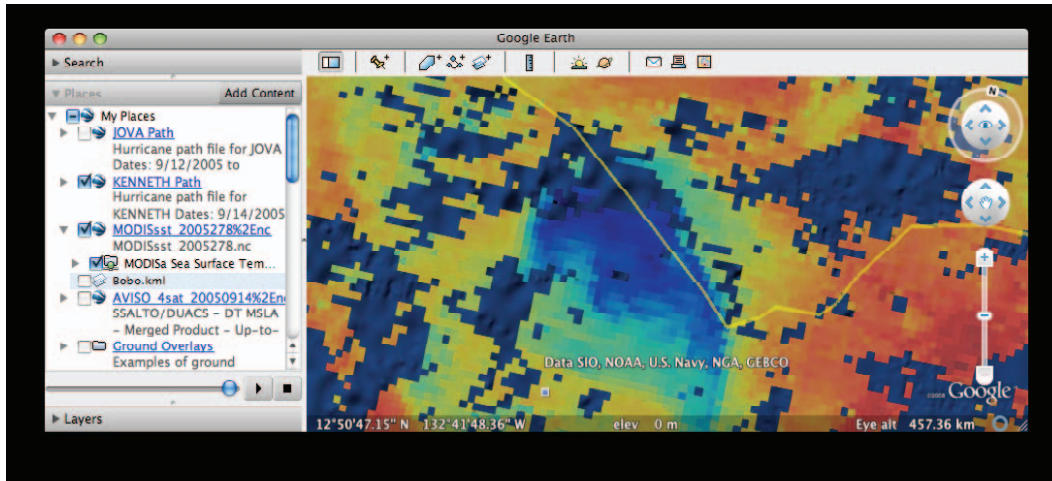 Google Earth
Search
Places
Add Content
My Places
JOVA Path
Hurricane path file for JOVA
Dates: 9/12/2005 to
KENNETH Path
Hurricane path file for
KENNETH Dates: 9/14/2005
MODISsst_2005278%2Enc
MODISsst_2005278.nc
MODISa Sea Surface Tem...
Bobo.kml
AVISO_4sat_20050914%2En
SSALTO/DUACS - DT MSLA
- Merged Product - Up-to-
Ground Overlays
Examples of ground
Layers
N
Data SIO, NOAA, U.S. Navy, NGA, GEBCO
Google
12°50'47.15" N 132°41'48.36" W elev 0 m Eye alt 457.36 km